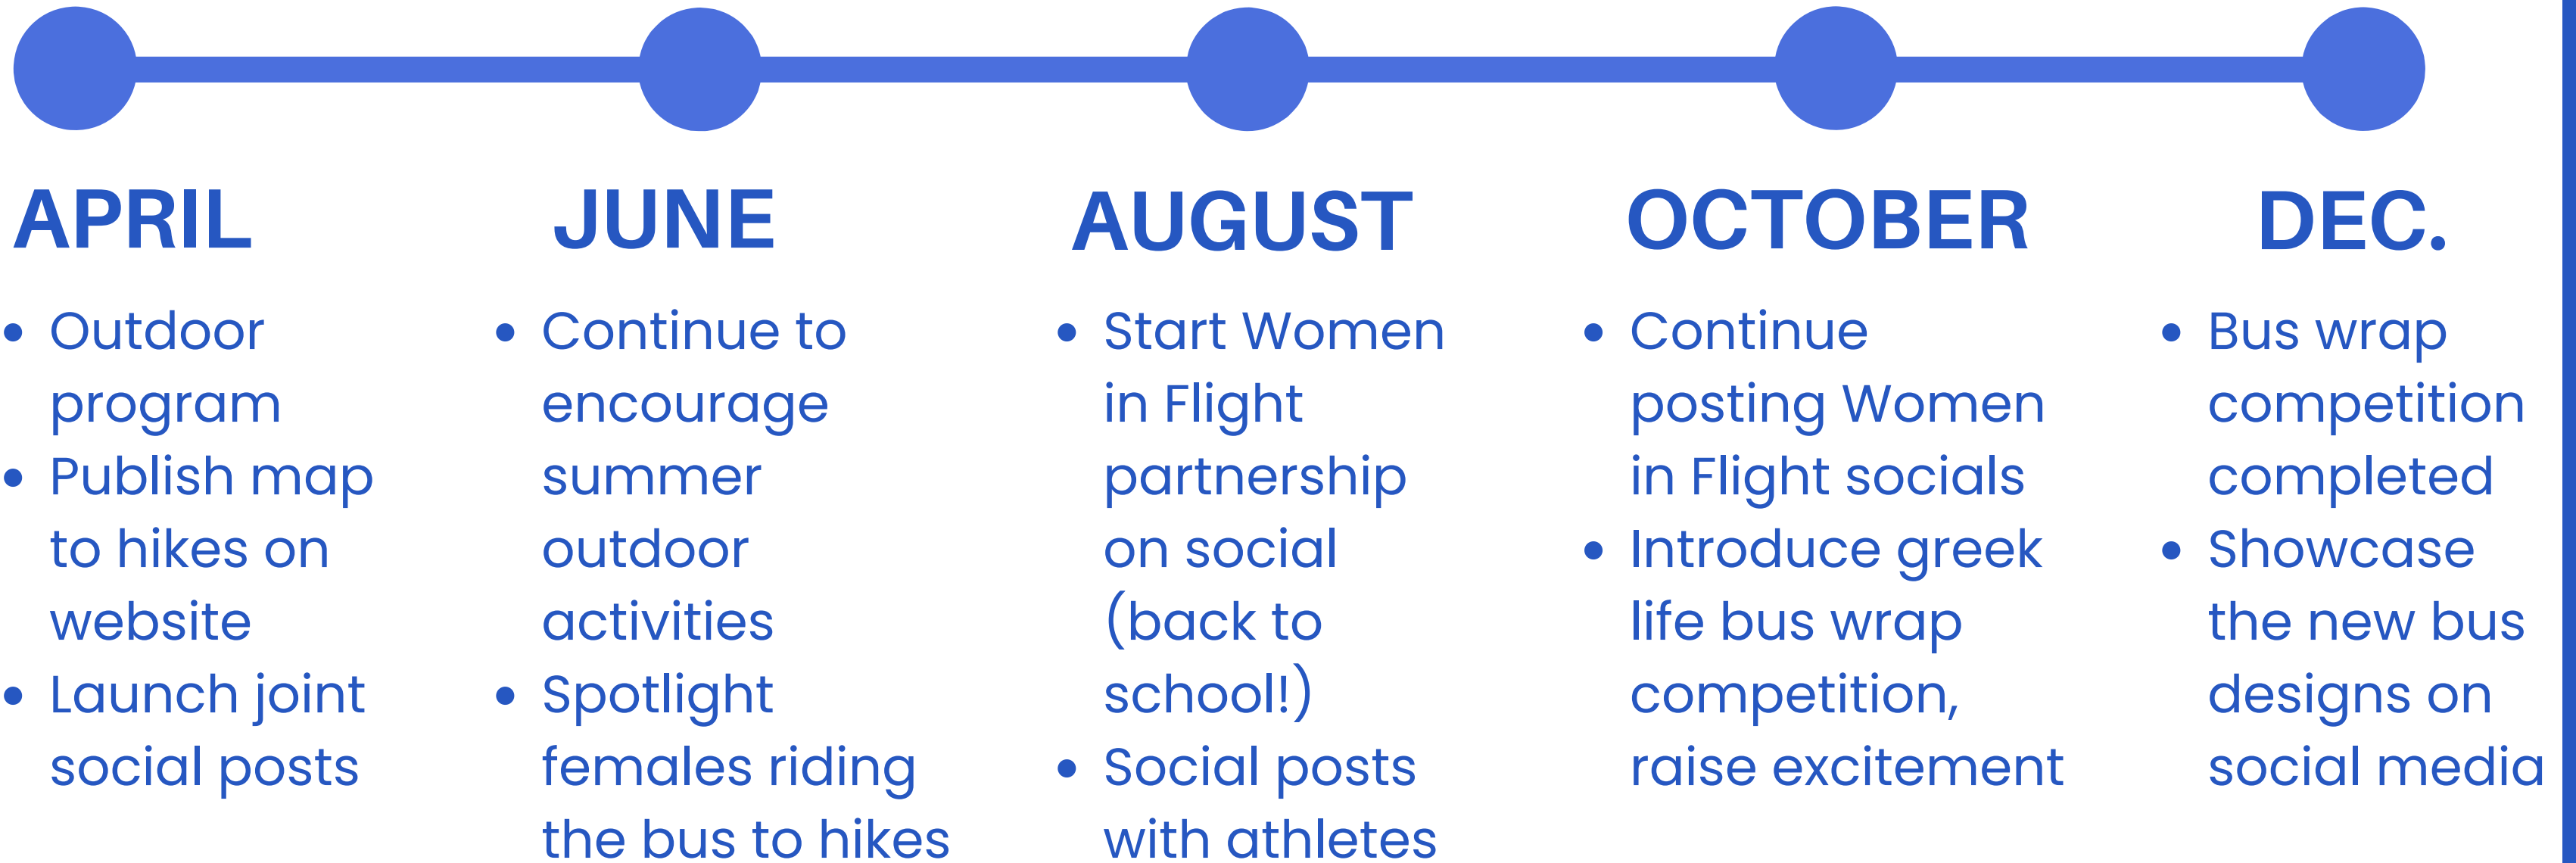 APRIL
• Outdoor
program
• Publish map
to hikes on
website
• Launch joint
social posts
JUNE
• Continue to
encourage
summer
outdoor
activities
• Spotlight
females riding
the bus to hikes
AUGUST
• Start Women
in Flight
partnership
on social
(back to
school!)
• Social posts
with athletes
OCTOBER
• Continue
posting Women
in Flight socials
• Introduce greek
life bus wrap
competition,
raise excitement
DEC.
• Bus wrap
competition
completed
• Showcase
the new bus
designs on
social media